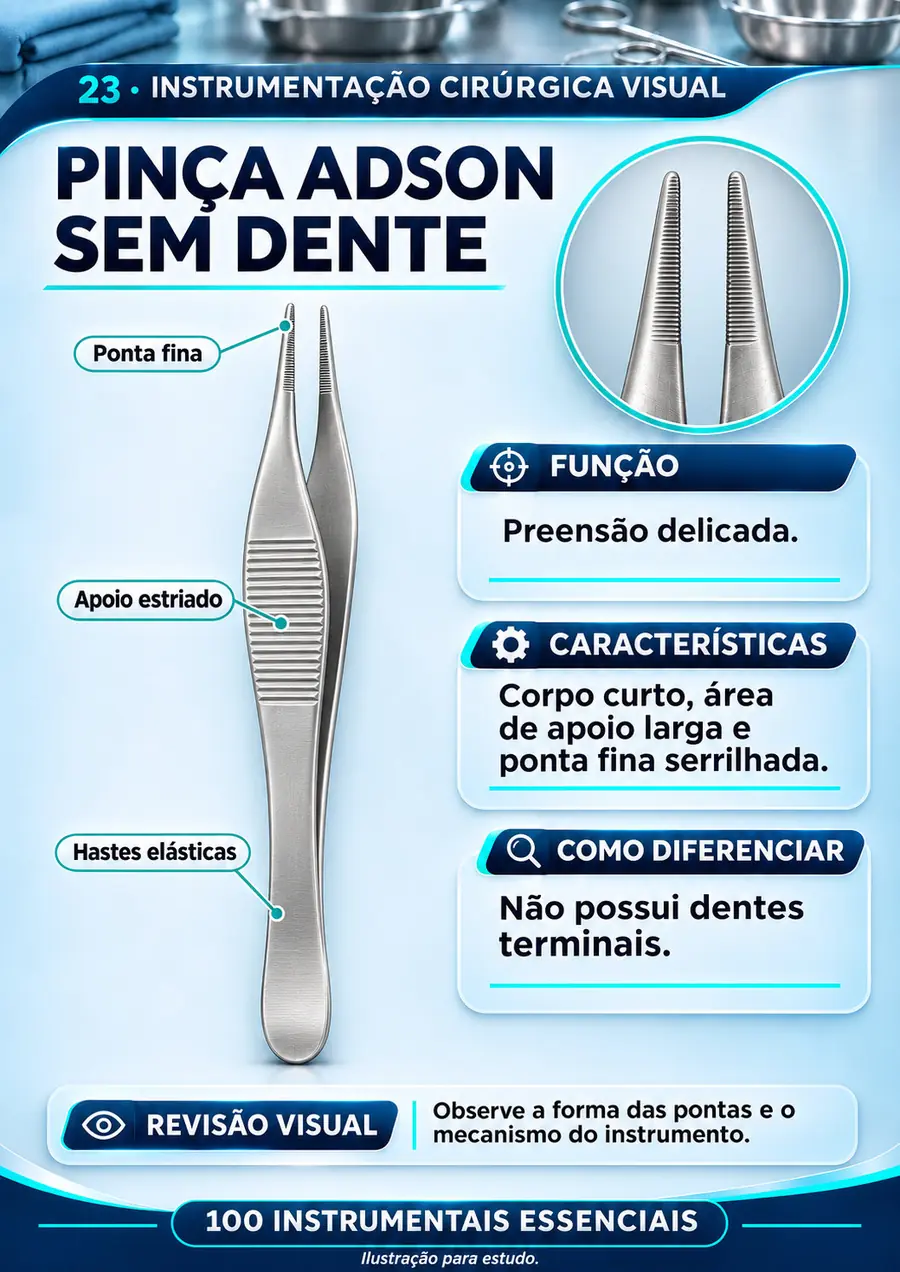 23 • INSTRUMENTAÇÃO CIRÚRGICA VISUAL
PINÇA ADSON
SEM DENTE
Ponta fina
Apoio estriado
Hastes elásticas
FUNÇÃO
Preensão delicada.
CARACTERÍSTICAS
Corpo curto, área
de apoio larga e
ponta fina serrilhada.
COMO DIFERENCIAR
Não possui dentes
terminais.
REVISÃO VISUAL
Observe a forma das pontas e o
mecanismo do instrumento.
100 INSTRUMENTAIS ESSENCIAIS
Ilustração para estudo.